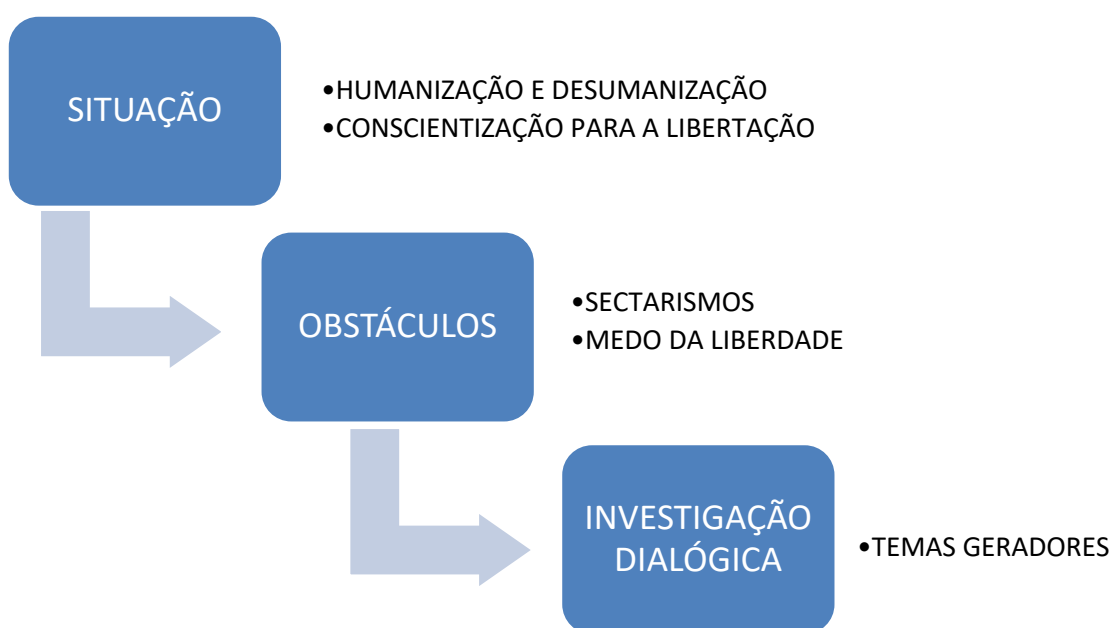 SITUAÇÃO
•HUMANIZAÇÃO E DESUMANIZAÇÃO
•CONSCIENTIZAÇÃO PARA A LIBERTAÇÃO
OBSTÁCULOS
•SECTARISMOS
•MEDO DA LIBERDADE
INVESTIGAÇÃO
DIALÓGICA
•TEMAS GERADORES